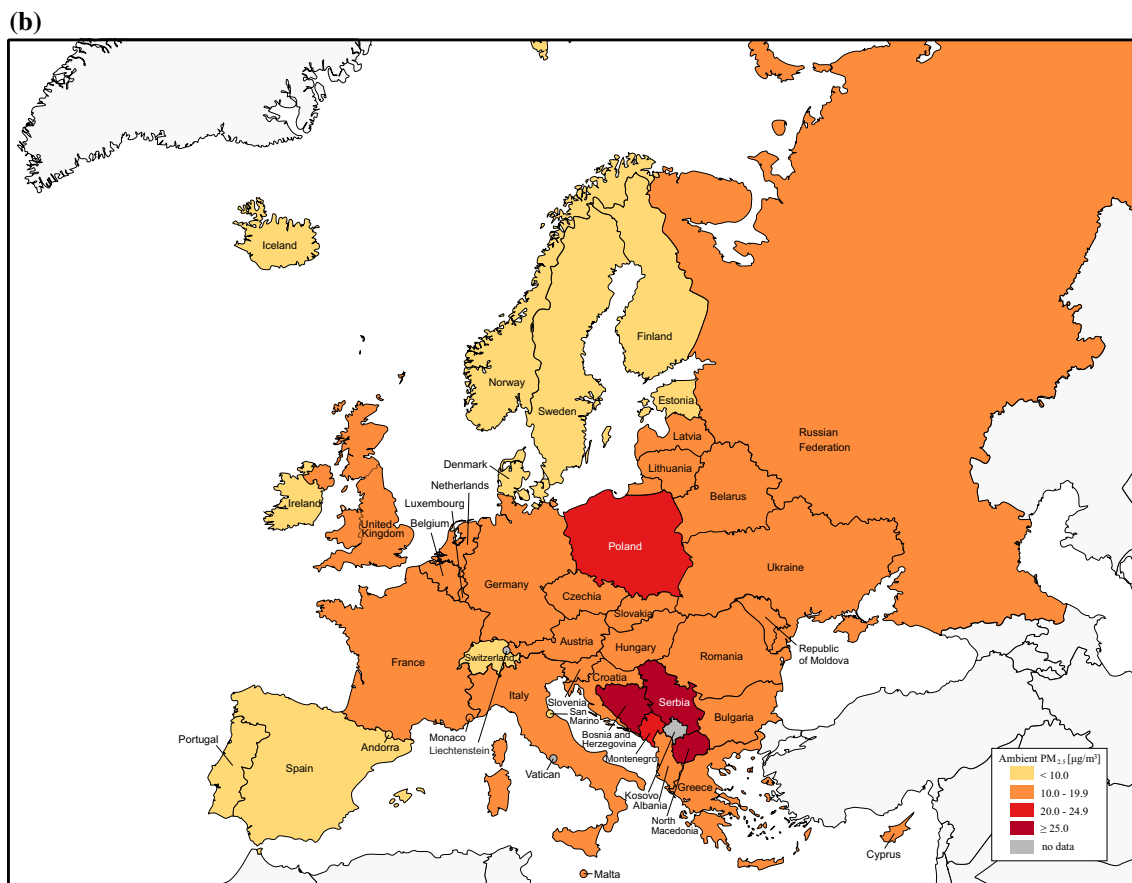 (b)
Iceland
Norway
Sweden
Finland
Estonia
Latvia
Lithuania
Russian
Federation
Belarus
Denmark
Netherlands
Luxembourg
Belgium
Ireland
United
Kingdom
Poland
Germany
Czechia
Slovakia
Ukraine
Austria
Hungary
Romania
Republic
of Moldova
France
Switzerland
Italy
Slovenia
Croatia
Serbia
San
Marino
Bosnia and
Herzegovina
Bulgaria
Monaco
Liechtenstein
Andorra
Montenegro
Portugal
Spain
Vatican
Kosovo
Albania
North
Macedonia
Greece
Cyprus
Malta
Ambient PM2.5 [µg/m³]
< 10.0
10.0 - 19.9
20.0 - 24.9
≥ 25.0
no data